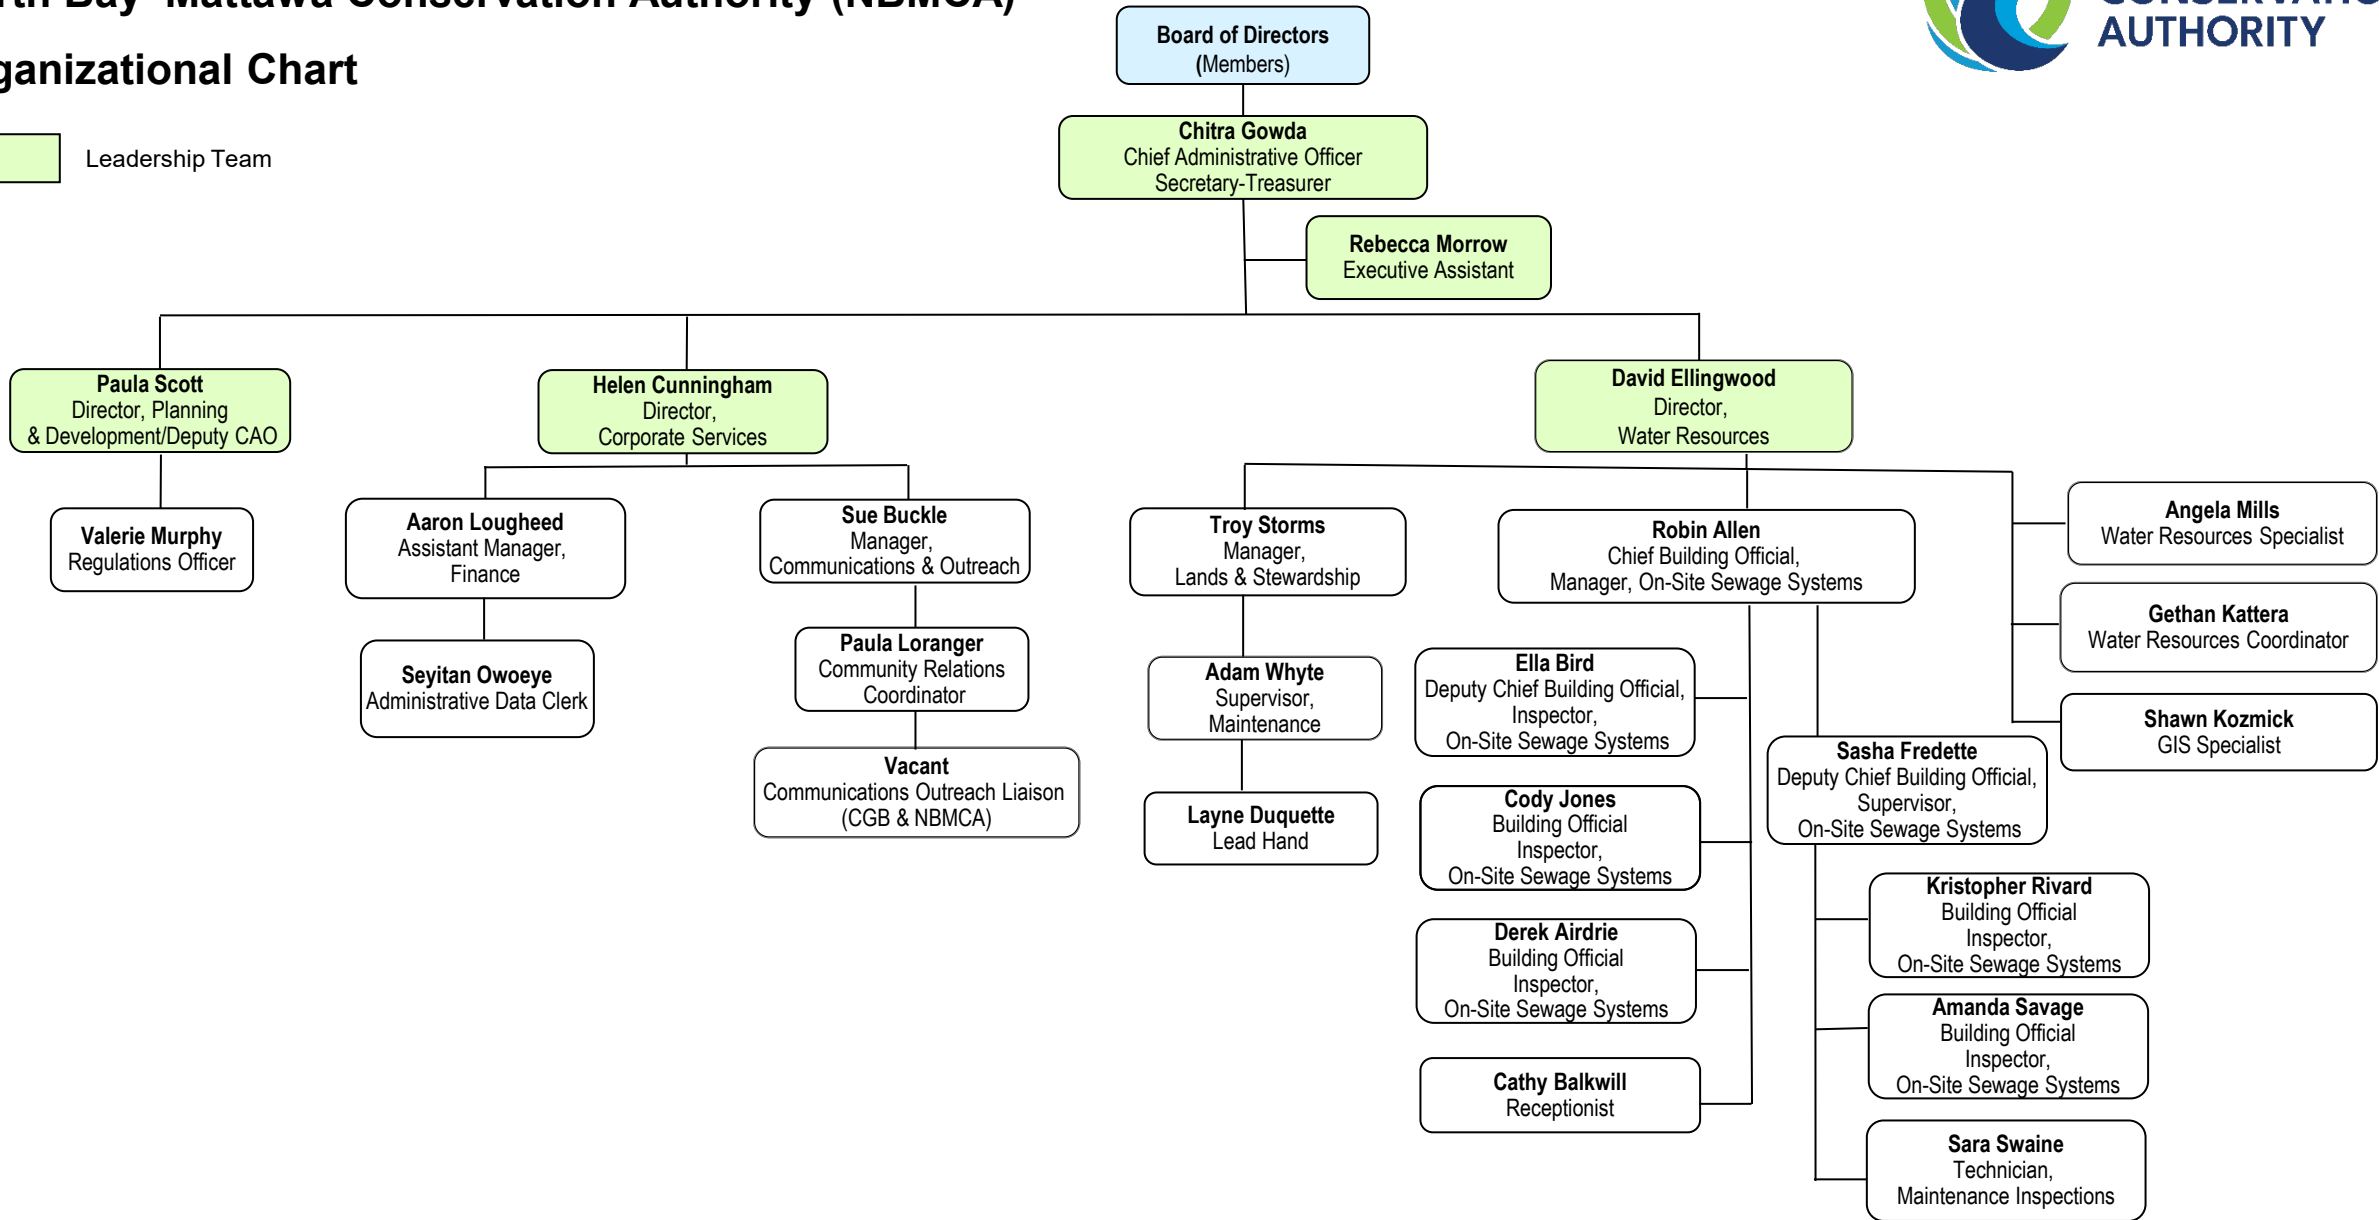 Bay Mattawa Conservation Authority (NBMCA)
Chart
AUTHORITY
Leadership Team
Board of Directors
(Members)
Chitra Gowda
Chief Administrative Officer
Secretary-Treasurer
Rebecca Morrow
Executive Assistant
Paula Scott
Director, Planning
& Development/Deputy CAO
Helen Cunningham
Director,
Corporate Services
David Ellingwood
Director,
Water Resources
Valerie Murphy
Regulations Officer
Aaron Lougheed
Assistant Manager,
Finance
Seyitan Owoeye
Administrative Data Clerk
Sue Buckle
Manager,
Communications & Outreach
Paula Loranger
Community Relations
Coordinator
Vacant
Communications Outreach Liaison
(CGB & NBMCA)
Troy Storms
Manager,
Lands & Stewardship
Adam Whyte
Supervisor,
Maintenance
Layne Duquette
Lead Hand
Robin Allen
Chief Building Official,
Manager, On-Site Sewage Systems
Ella Bird
Deputy Chief Building Official,
Inspector,
On-Site Sewage Systems
Cody Jones
Building Official
Inspector,
On-Site Sewage Systems
Derek Airdrie
Building Official
Inspector,
On-Site Sewage Systems
Cathy Balkwill
Receptionist
Sasha Fredette
Deputy Chief Building Official,
Supervisor,
On-Site Sewage Systems
Kristopher Rivard
Building Official
Inspector,
On-Site Sewage Systems
Amanda Savage
Building Official
Inspector,
On-Site Sewage Systems
Sara Swaine
Technician,
Maintenance Inspections
Angela Mills
Water Resources Specialist
Gethan Kattera
Water Resources Coordinator
Shawn Kozmick
GIS Specialist